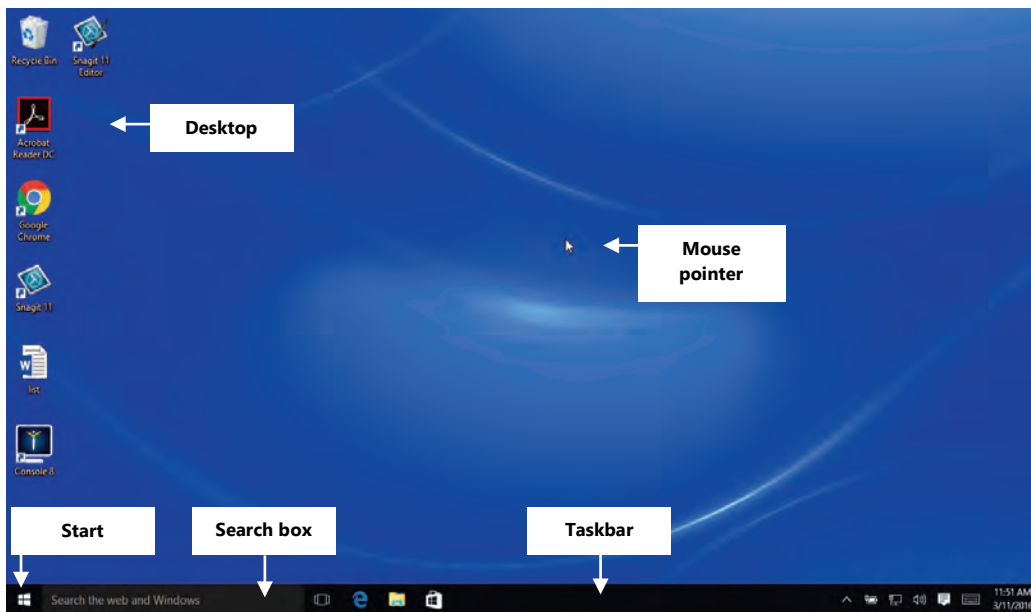 Recycle Bin
Snagit 11
Editor
Acrobat
Reader DC
Desktop
Google
Chrome
Mouse
pointer
Snagit 11
W
list
Console 8
Start
Search box
Taskbar
Search the web and Windows
11:51 AM